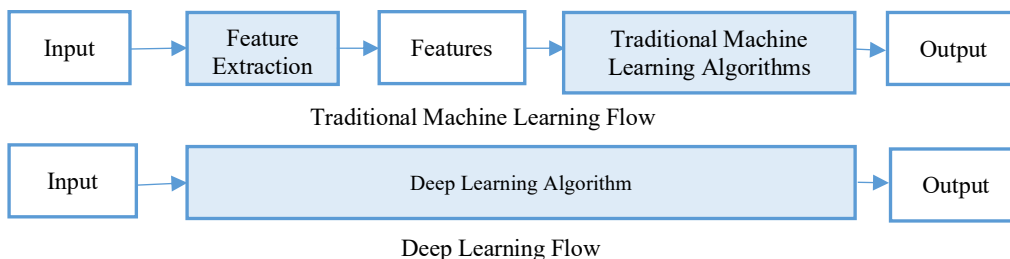 Input
Feature
Extraction
Features
Traditional Machine
Learning Algorithms
Output
Traditional Machine Learning Flow
Input
Deep Learning Algorithm
Output
Deep Learning Flow